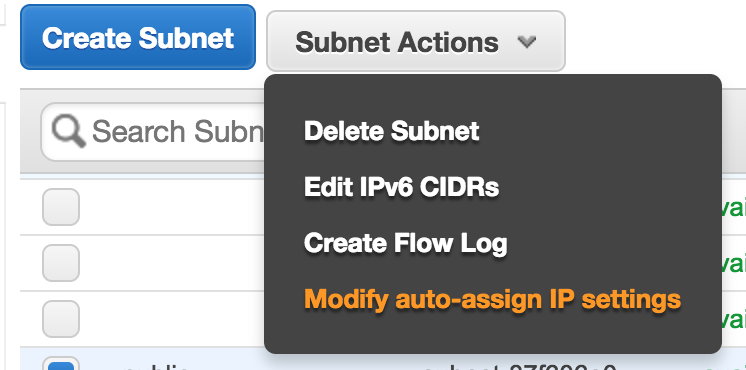 Create Subnet
Subnet Actions
Search Subn
Delete Subnet
Edit IPv6 CIDRs
Create Flow Log
Modify auto-assign IP settings
vai
vai
vai